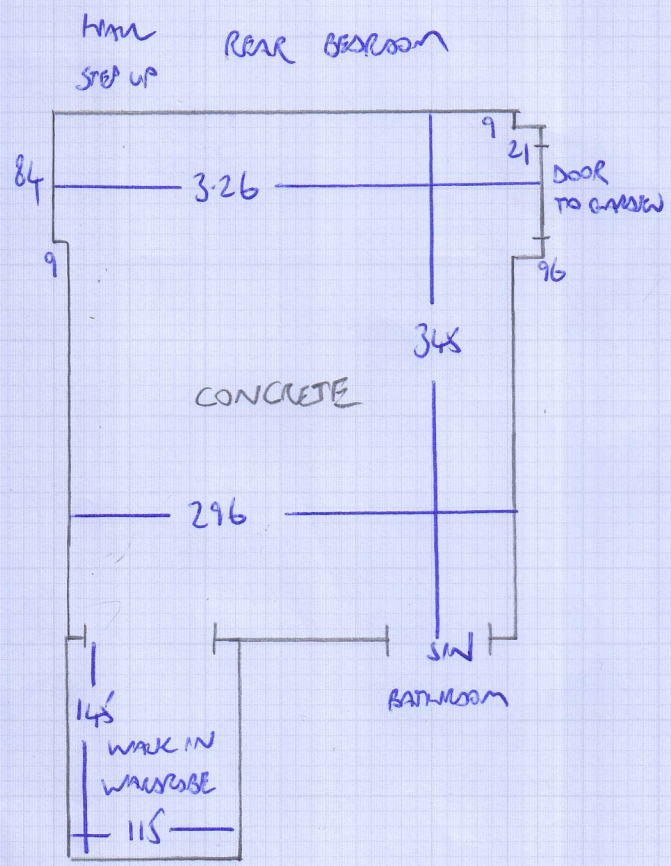 HALL
STEP UP
REAR BEDROOM
9
84
21
3.26
DOOR
TO GARDEN
9
96
345
CONCRETE
296
S/N
BATHROOM
145
WALK IN
WARDROBE
115